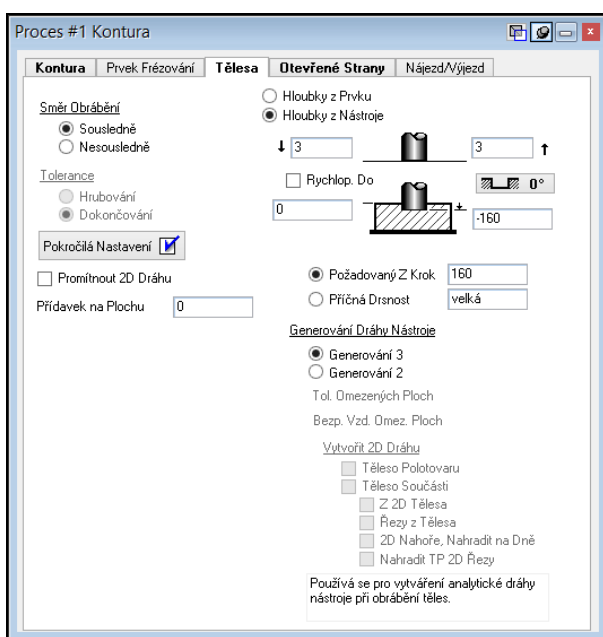 Proces #1 Kontura
Kontura Prvek Frézování Tělesa Otevřené Strany Nájezd/Výjezd
Směr Obrábění
Sousledně
Nesousledně
Tolerance
Hrubování
Dokončování
Pokročilá Nastavení
Promítnout 2D Dráhu
Přídavek na Plochu 0
Hloubky z Prvku
Hloubky z Nástroje
3 3
Rychlop. Do 0°
0 -160
Požadovaný Z Krok 160
Příčná Drsnost velká
Generování Dráhy Nástroje
Generování 3
Generování 2
Tol. Omezených Ploch
Bezp. Vzd. Omez. Ploch
Vytvořit 2D Dráhu
Těleso Polotovaru
Těleso Součásti
Z 2D Tělesa
Řezy z Tělesa
2D Nahoře, Nahradit na Dně
Nahradit TP 2D Řezy
Používá se pro vytváření analytické dráhy
nástroje při obrábění těles.